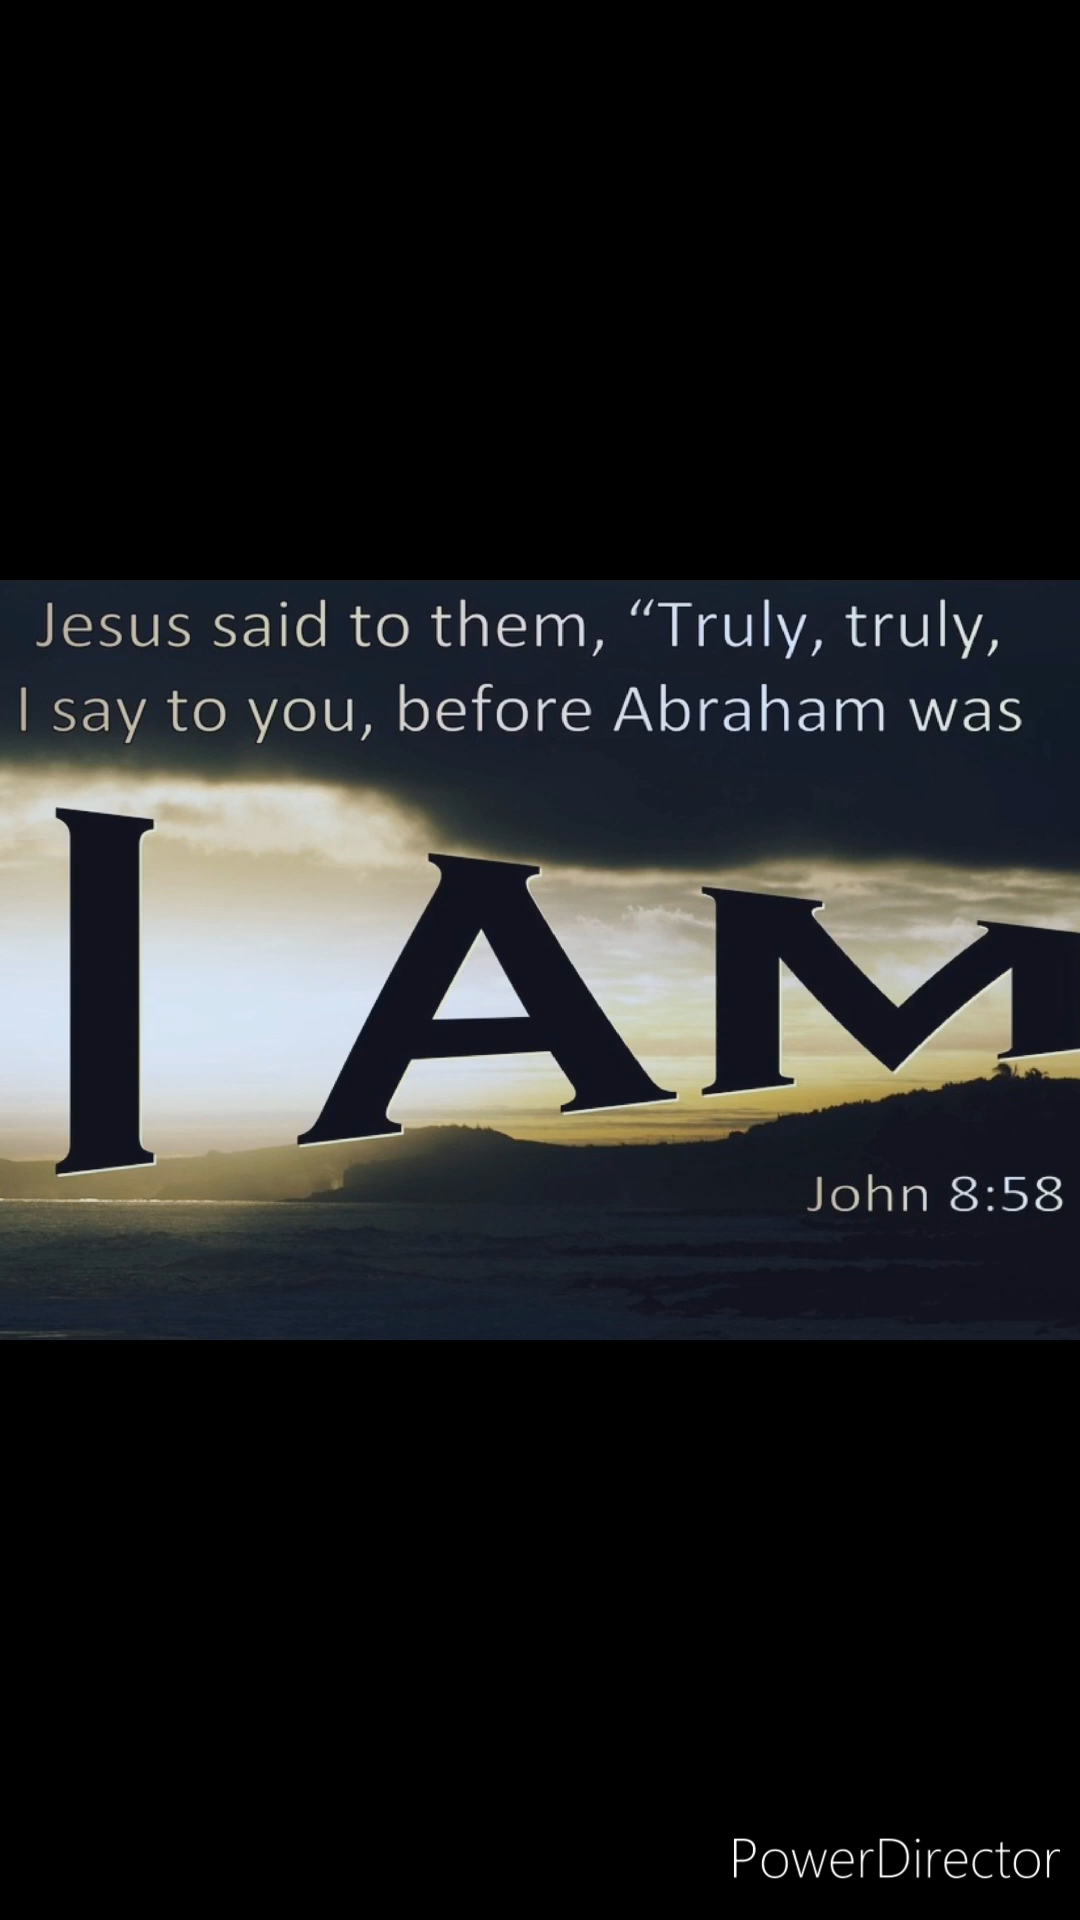 Jesus said to them, “Truly, truly,
I say to you, before Abraham was
I AM
John 8:58
PowerDirector